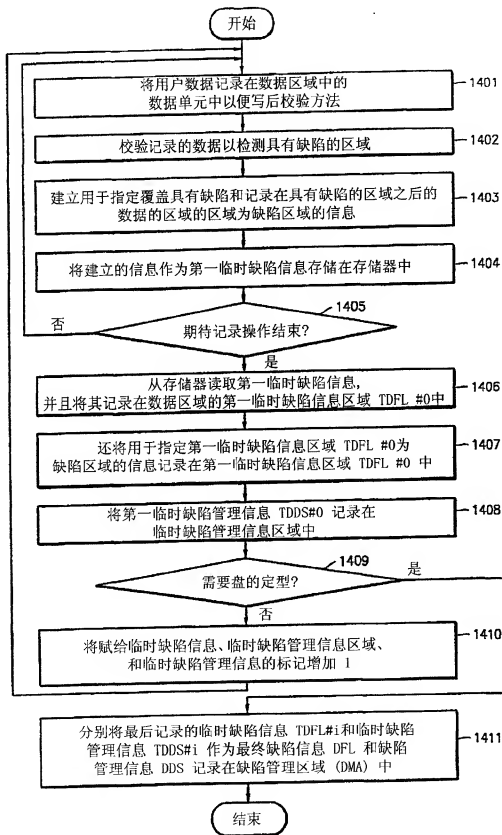 开始
将用户数据记录在数据区域中的
数据单元中以便写后校验方法
1401
校验记录的数据以检测具有缺陷的区域
1402
建立用于指定覆盖具有缺陷和记录在具有缺陷的区域之后的
数据的区域的区域为缺陷区域的信息
1403
将建立的信息作为第一临时缺陷信息存储在存储器中
1404
1405
否
期待记录操作结束?
是
从存储器读取第一临时缺陷信息,
并且将其记录在数据区域的第一临时缺陷信息区域 TDFL #0中
1406
还将用于指定第一临时缺陷信息区域 TDFL #0为
缺陷区域的信息记录在第一临时缺陷信息区域 TDFL #0 中
1407
将第一临时缺陷管理信息 TDDS#0 记录在
临时缺陷管理信息区域中
1408
1409
需要盘的定型?
是
否
将赋给临时缺陷信息、临时缺陷管理信息区域、
和临时缺陷管理信息的标记增加 1
1410
分别将最后记录的临时缺陷信息 TDFL#i和临时缺陷
管理信息 TDDS#i 作为最终缺陷信息 DFL 和缺陷
管理信息 DDS 记录在缺陷管理区域 (DMA) 中
1411
结束